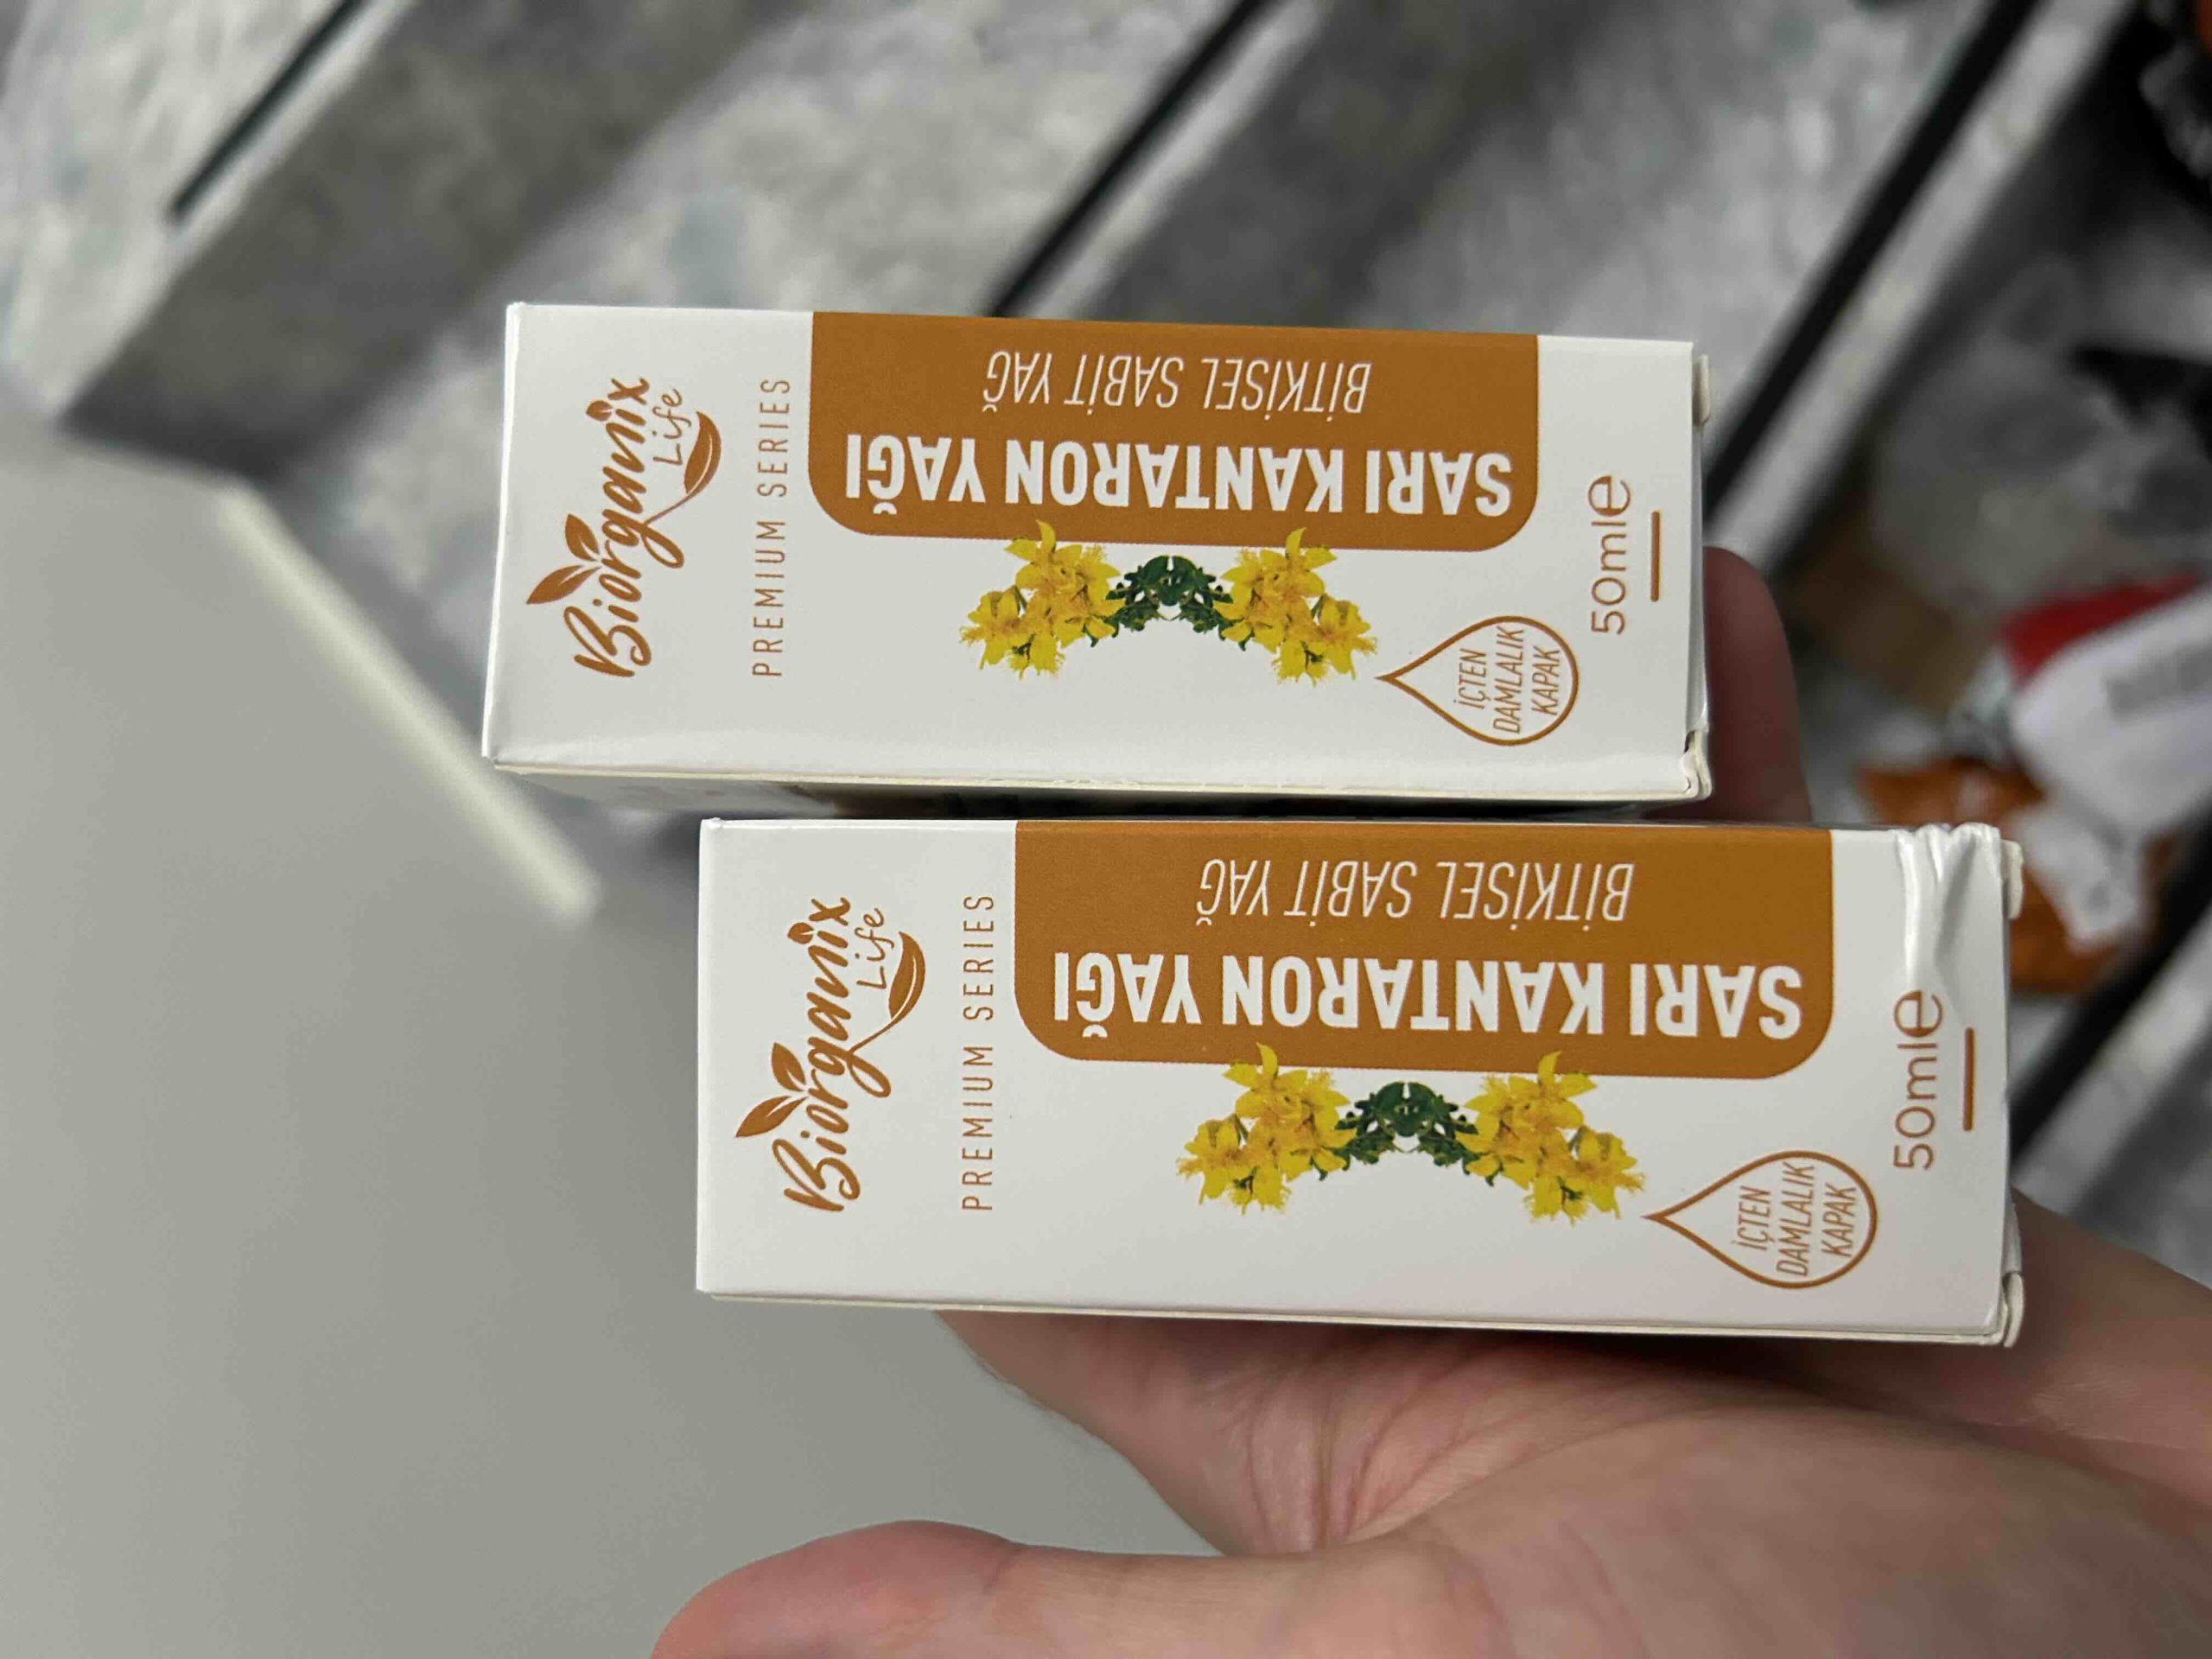 Biorganix
Life
PREMIUM SERIES
SARI KANTARON YAĞI
BİTKİSEL SABİT YAĞ
İÇTEN
DAMLALIK
KAPAK
50ml℮
Biorganix
Life
PREMIUM SERIES
SARI KANTARON YAĞI
BİTKİSEL SABİT YAĞ
İÇTEN
DAMLALIK
KAPAK
50ml℮